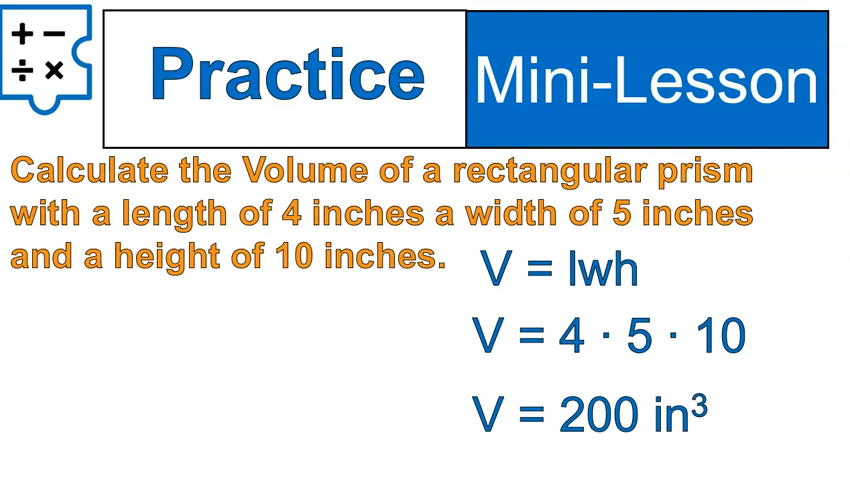 + −
÷ ×
Practice
Mini-Lesson
Calculate the Volume of a rectangular prism
with a length of 4 inches a width of 5 inches
and a height of 10 inches.
V = lwh
V = 4 · 5 · 10
V = 200 in³